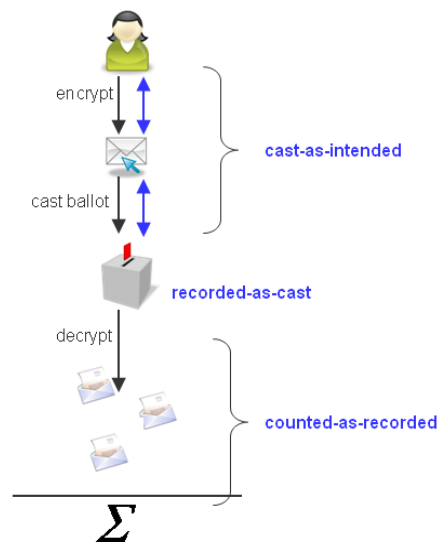 encrypt
cast-as-intended
cast ballot
recorded-as-cast
decrypt
counted-as-recorded
Σ